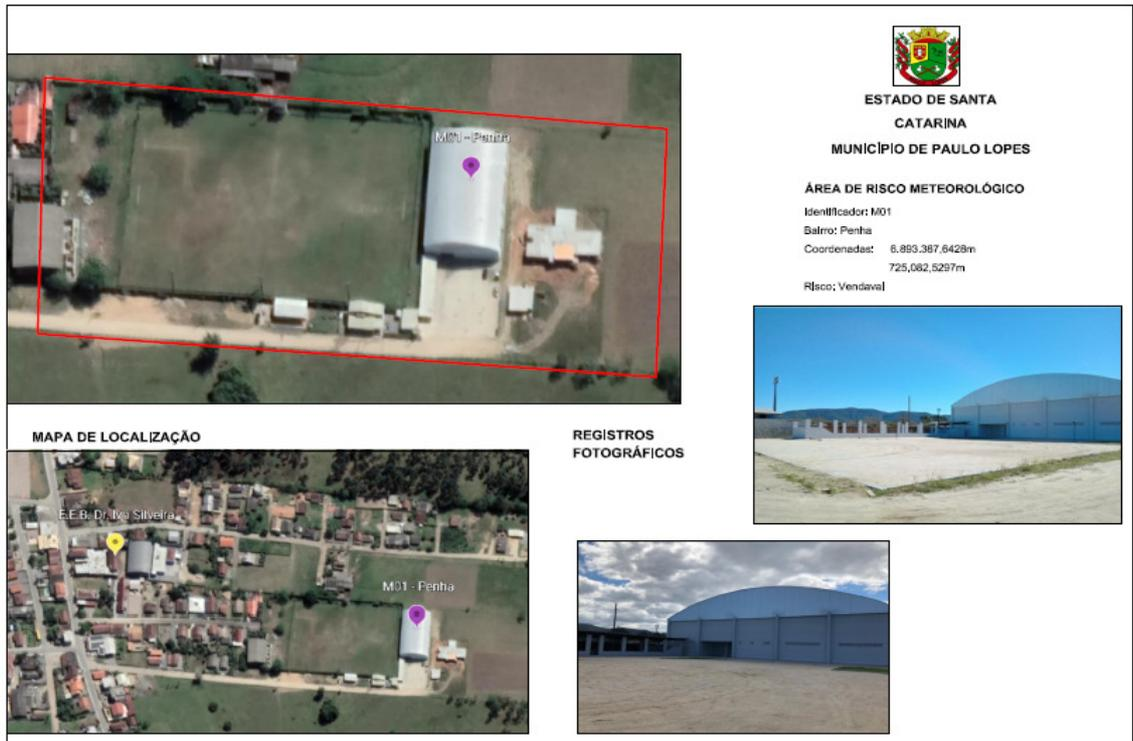 ESTADO DE SANTA
CATARINA
MUNICÍPIO DE PAULO LOPES
ÁREA DE RISCO METEOROLÓGICO
Identificador: M01
Bairro: Penha
Coordenadas: 6.893.387,6428m
725,082,5297m
Risco: Vendaval
M01 - Penha
MAPA DE LOCALIZAÇÃO
REGISTROS
FOTOGRÁFICOS
E.E.B. Dr. Ivo Silveira
M01 - Penha